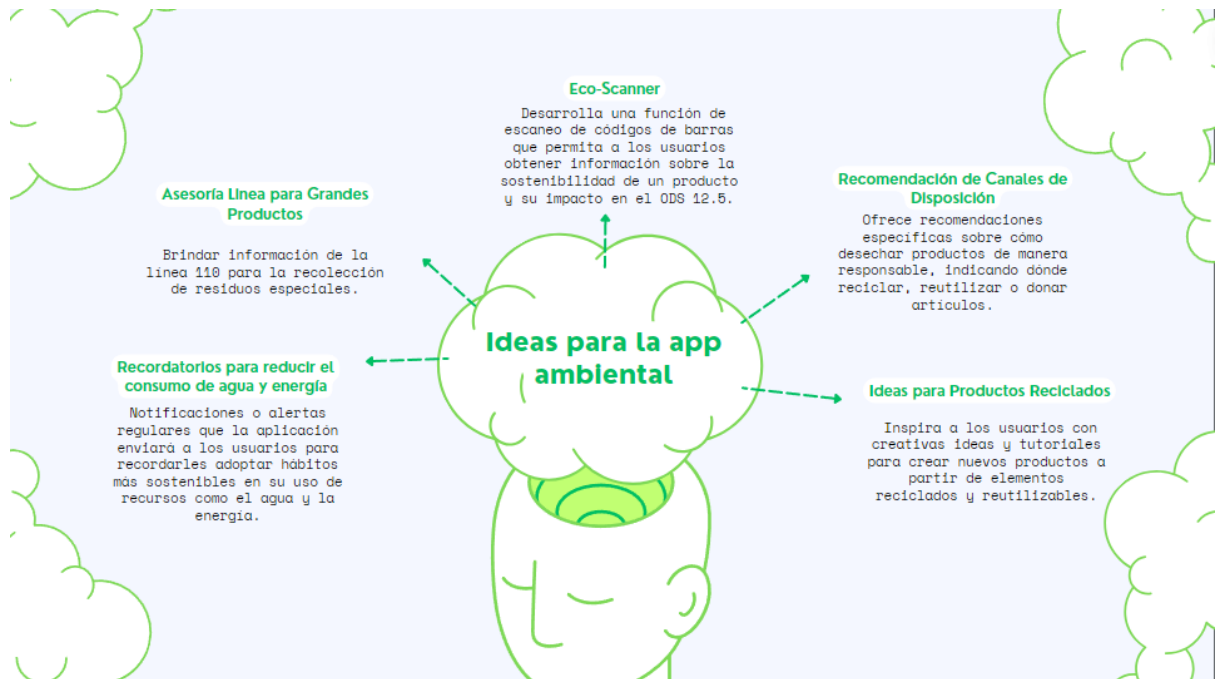 Eco-Scanner
Desarrolla una función de
escaneo de códigos de barras
que permita a los usuarios
obtener información sobre la
sostenibilidad de un producto
y su impacto en el ODS 12.5.
Asesoría Linea para Grandes
Productos
Brindar información de la
línea 110 para la recolección
de residuos especiales.
Recomendación de Canales de
Disposición
Ofrece recomendaciones
específicas sobre cómo
desechar productos de manera
responsable, indicando dónde
reciclar, reutilizar o donar
artículos.
Ideas para la app
ambiental
Recordatorios para reducir el
consumo de agua y energía
Notificaciones o alertas
regulares que la aplicación
enviará a los usuarios para
recordarles adoptar hábitos
más sostenibles en su uso de
recursos como el agua y la
energía.
Ideas para Productos Reciclados
Inspira a los usuarios con
creativas ideas y tutoriales
para crear nuevos productos a
partir de elementos
reciclados y reutilizables.